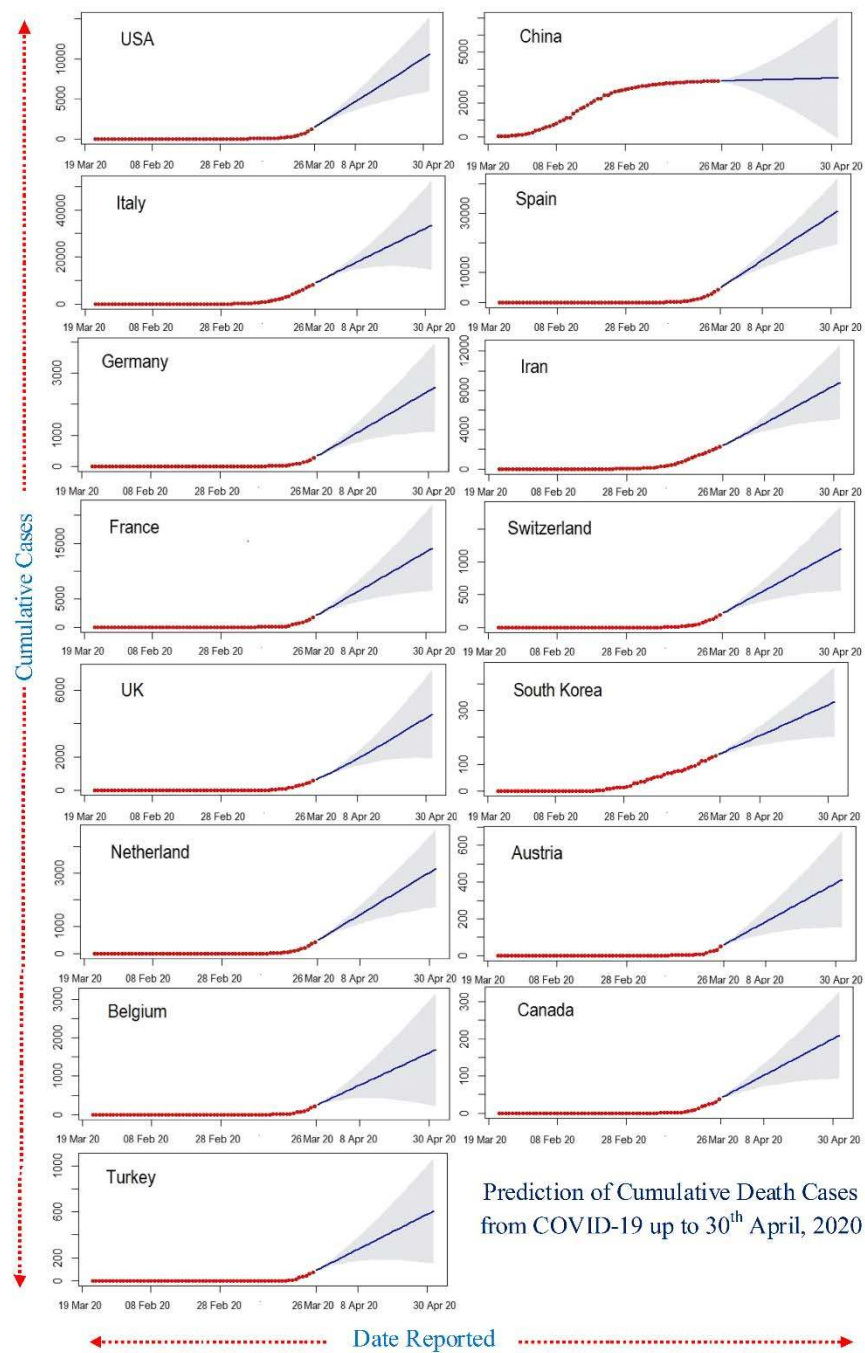 USA
0 5000 10000
19 Mar 20 08 Feb 20 28 Feb 20 26 Mar 20 8 Apr 20 30 Apr 20
China
0 2000 6000
19 Mar 20 08 Feb 20 28 Feb 20 26 Mar 20 8 Apr 20 30 Apr 20
Italy
0 20000 40000
19 Mar 20 08 Feb 20 28 Feb 20 26 Mar 20 8 Apr 20 30 Apr 20
Spain
0 10000 30000
19 Mar 20 08 Feb 20 28 Feb 20 26 Mar 20 8 Apr 20 30 Apr 20
Germany
0 1000 3000
19 Mar 20 08 Feb 20 28 Feb 20 26 Mar 20 8 Apr 20 30 Apr 20
Iran
0 4000 8000 12000
19 Mar 20 08 Feb 20 28 Feb 20 26 Mar 20 8 Apr 20 30 Apr 20
France
0 5000 15000
19 Mar 20 08 Feb 20 28 Feb 20 26 Mar 20 8 Apr 20 30 Apr 20
Switzerland
0 500 1000
19 Mar 20 08 Feb 20 28 Feb 20 26 Mar 20 8 Apr 20 30 Apr 20
UK
0 2000 6000
19 Mar 20 08 Feb 20 28 Feb 20 26 Mar 20 8 Apr 20 30 Apr 20
South Korea
0 100 300
19 Mar 20 08 Feb 20 28 Feb 20 26 Mar 20 8 Apr 20 30 Apr 20
Netherland
0 1000 3000
19 Mar 20 08 Feb 20 28 Feb 20 26 Mar 20 8 Apr 20 30 Apr 20
Austria
0 200 400 600
19 Mar 20 08 Feb 20 28 Feb 20 26 Mar 20 8 Apr 20 30 Apr 20
Belgium
0 1000 2000 3000
19 Mar 20 08 Feb 20 28 Feb 20 26 Mar 20 8 Apr 20 30 Apr 20
Canada
0 100 200 300
19 Mar 20 08 Feb 20 28 Feb 20 26 Mar 20 8 Apr 20 30 Apr 20
Turkey
0 200 600 1000
19 Mar 20 08 Feb 20 28 Feb 20 26 Mar 20 8 Apr 20 30 Apr 20
Prediction of Cumulative Death Cases
from COVID-19 up to 30th April, 2020
Cumulative Cases
Date Reported